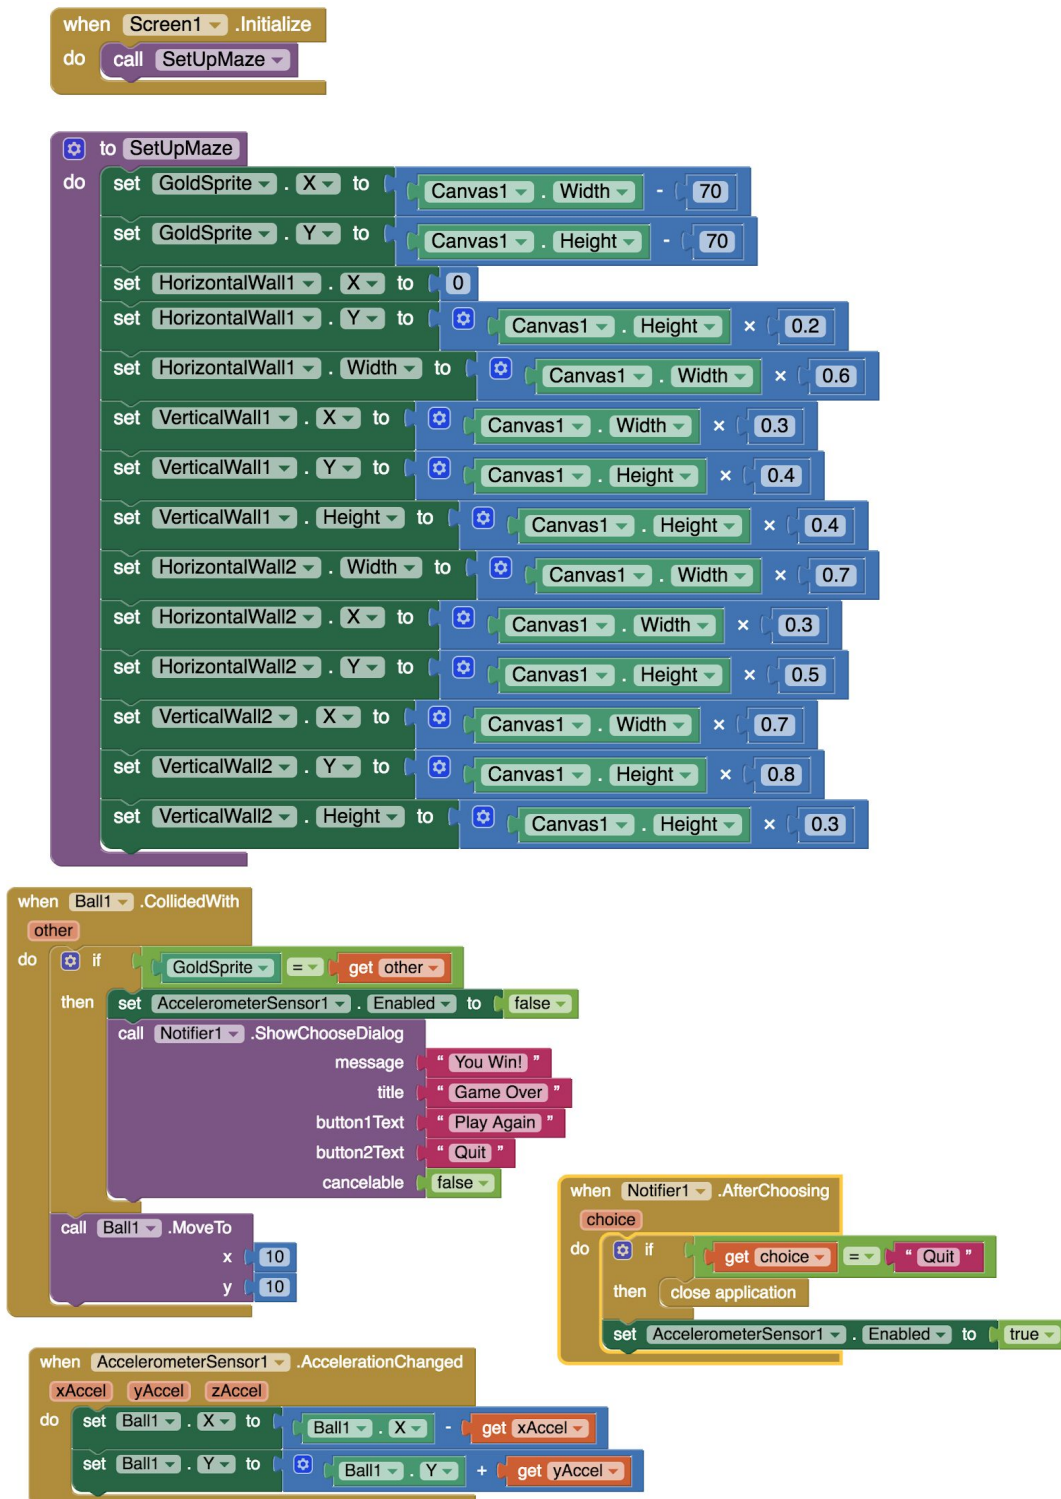 when Screen1 .Initialize
do call SetUpMaze
to SetUpMaze
do set GoldSprite . X to Canvas1 . Width - 70
set GoldSprite . Y to Canvas1 . Height - 70
set HorizontalWall1 . X to 0
set HorizontalWall1 . Y to Canvas1 . Height × 0.2
set HorizontalWall1 . Width to Canvas1 . Width × 0.6
set VerticalWall1 . X to Canvas1 . Width × 0.3
set VerticalWall1 . Y to Canvas1 . Height × 0.4
set VerticalWall1 . Height to Canvas1 . Height × 0.4
set HorizontalWall2 . Width to Canvas1 . Width × 0.7
set HorizontalWall2 . X to Canvas1 . Width × 0.3
set HorizontalWall2 . Y to Canvas1 . Height × 0.5
set VerticalWall2 . X to Canvas1 . Width × 0.7
set VerticalWall2 . Y to Canvas1 . Height × 0.8
set VerticalWall2 . Height to Canvas1 . Height × 0.3
when Ball1 .CollidedWith
other
do if GoldSprite = get other
then set AccelerometerSensor1 . Enabled to false
call Notifier1 .ShowChooseDialog
message " You Win! "
title " Game Over "
button1Text " Play Again "
button2Text " Quit "
cancelable false
call Ball1 .MoveTo
x 10
y 10
when Notifier1 .AfterChoosing
choice
do if get choice = " Quit "
then close application
set AccelerometerSensor1 . Enabled to true
when AccelerometerSensor1 .AccelerationChanged
xAccel yAccel zAccel
do set Ball1 . X to Ball1 . X - get xAccel
set Ball1 . Y to Ball1 . Y + get yAccel